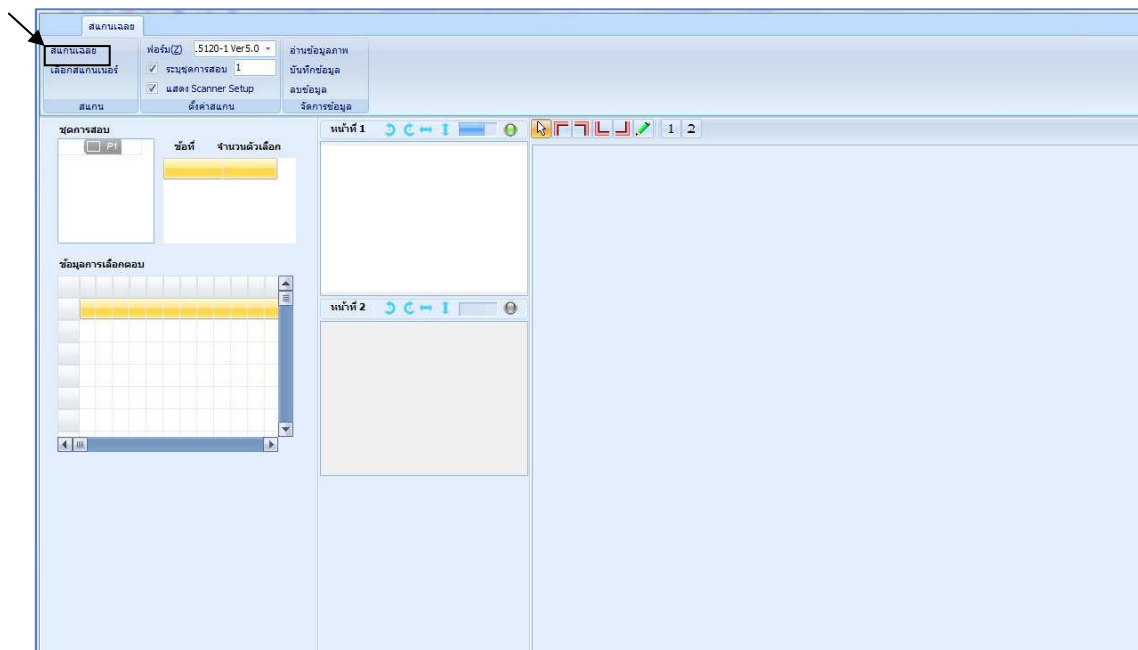 สแกนเฉลย
สแกนเฉลย
เลือกสแกนเนอร์
สแกน
ฟอร์ม(Z) .5120-1 Ver5.0
ระบุชุดการสอบ 1
แสดง Scanner Setup
ตั้งค่าสแกน
อ่านข้อมูลภาพ
บันทึกข้อมูล
ลบข้อมูล
จัดการข้อมูล
ชุดการสอบ
P1
ข้อที่ จำนวนตัวเลือก
ข้อมูลการเลือกตอบ
หน้าที่ 1
หน้าที่ 2
1 2